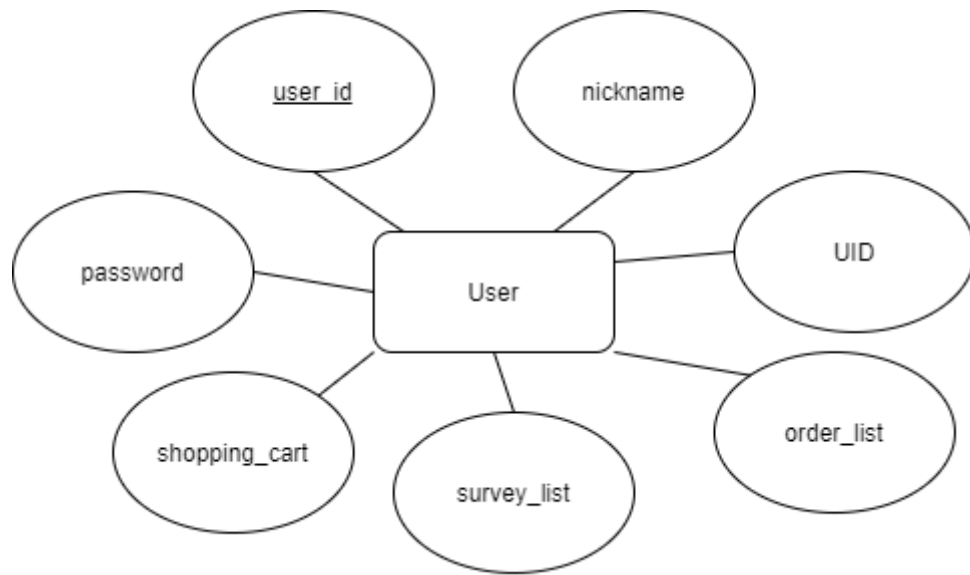 user_id
nickname
password
User
UID
shopping_cart
survey_list
order_list